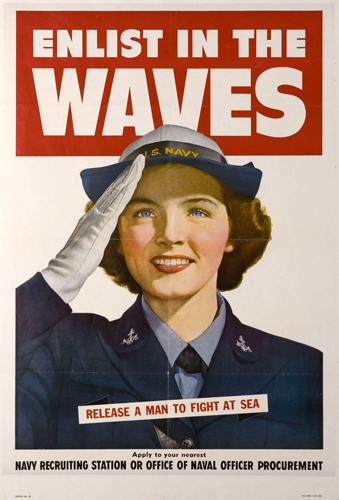 ENLIST IN THE
WAVES
U.S. NAVY
RELEASE A MAN TO FIGHT AT SEA
Apply to your nearest
NAVY RECRUITING STATION OR OFFICE OF NAVAL OFFICER PROCUREMENT